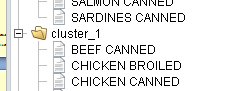 SALMON CANNED
SARDINES CANNED
cluster_1
BEEF CANNED
CHICKEN BROILED
CHICKEN CANNED